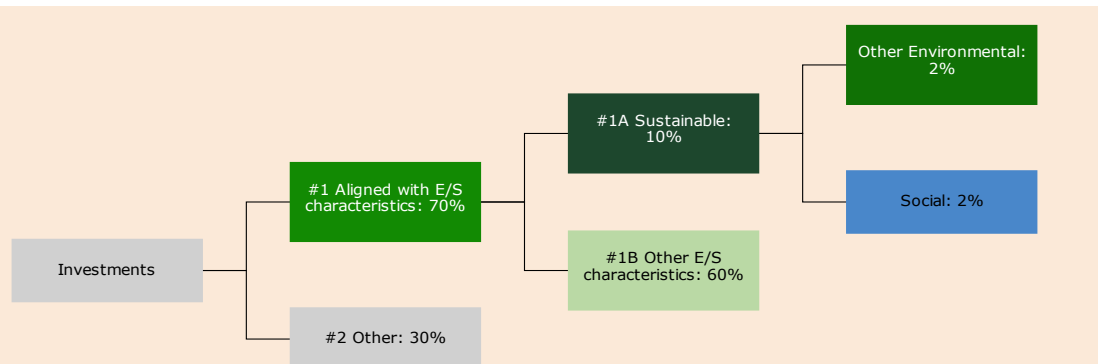 Other Environmental:
2%
#1A Sustainable:
10%
#1 Aligned with E/S
characteristics: 70%
Social: 2%
Investments
#1B Other E/S
characteristics: 60%
#2 Other: 30%